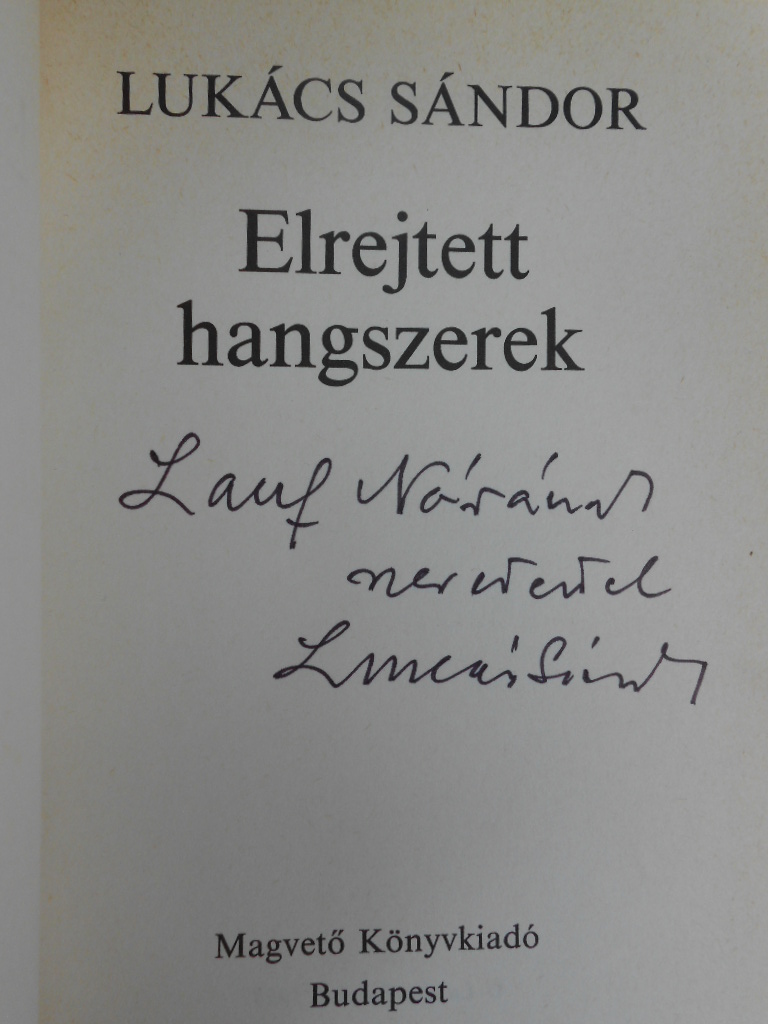 LUKÁCS SÁNDOR
Elrejtett
hangszerek
Lauf Nórának
szeretettel
Lukács Sándor
Magvető Könyvkiadó
Budapest